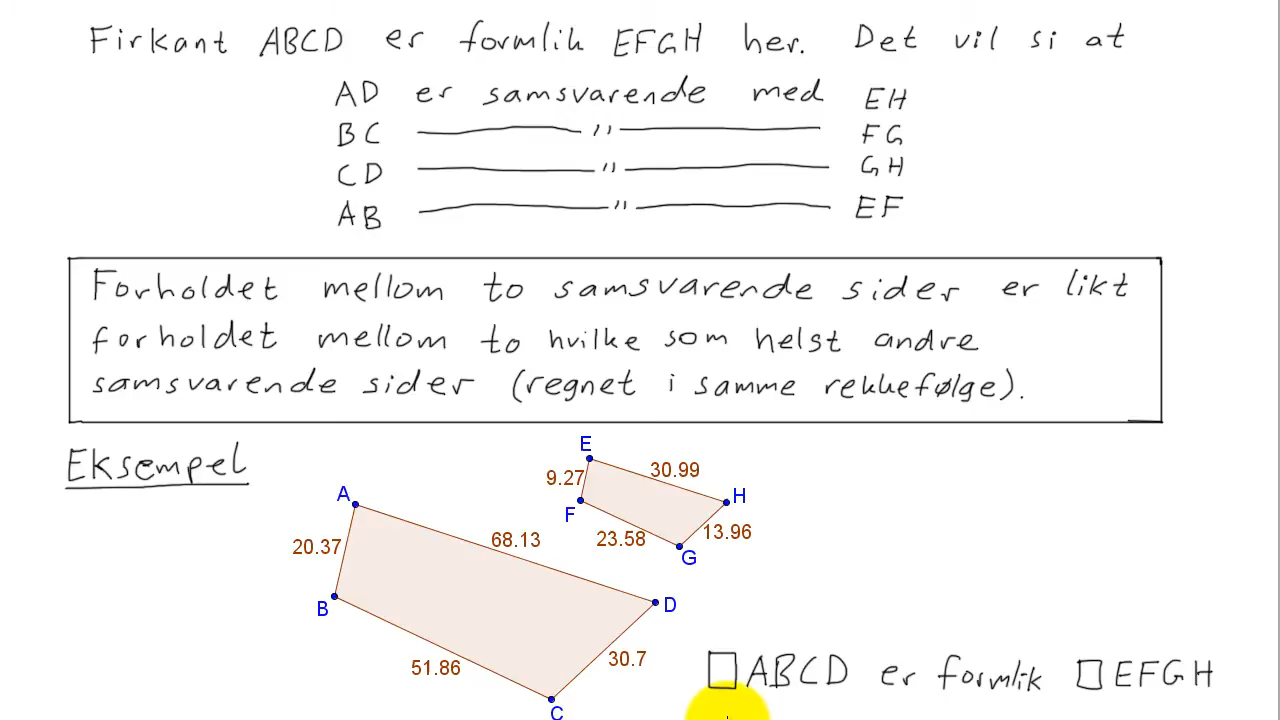 Firkant ABCD er formlik EFGH her. Det vil si at
AD er samsvarende med EH
BC —— " —— FG
CD —— " —— GH
AB —— " —— EF
Forholdet mellom to samsvarende sider er likt
forholdet mellom to hvilke som helst andre
samsvarende sider (regnet i samme rekkefølge).
Eksempel
E
9.27
30.99
H
F
23.58
13.96
G
A
20.37
68.13
B
D
51.86
30.7
C
□ABCD er formlik □EFGH